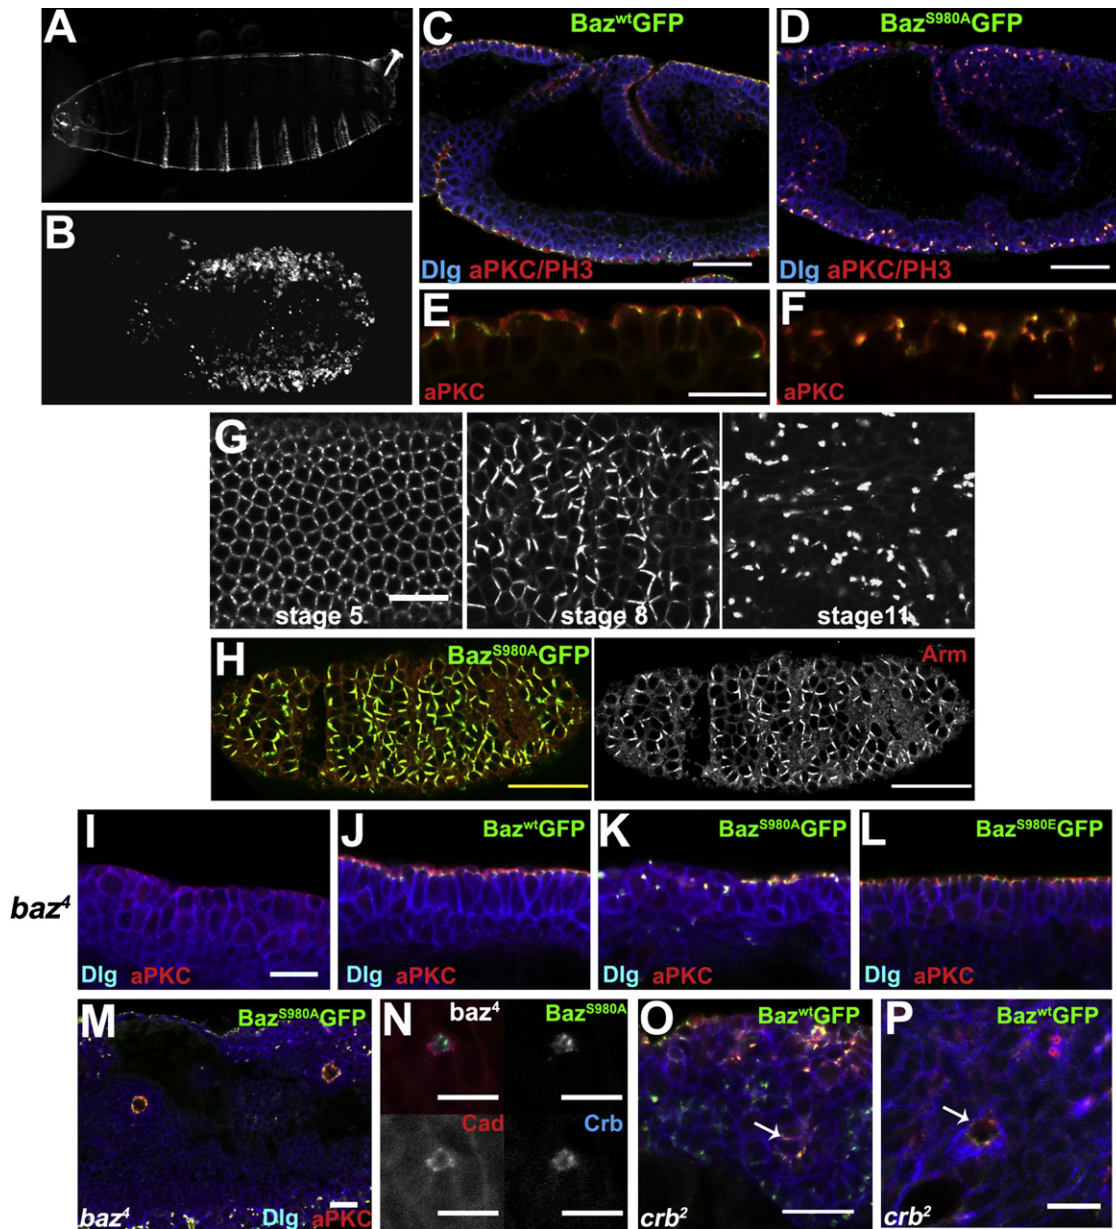 A
B
C
Baz^wtGFP
Dlg aPKC/PH3
D
Baz^S980AGFP
Dlg aPKC/PH3
E
aPKC
F
aPKC
G
stage 5
stage 8
stage11
H
Baz^S980AGFP
Arm
baz^4
I
Dlg aPKC
J
Baz^wtGFP
Dlg aPKC
K
Baz^S980AGFP
Dlg aPKC
L
Baz^S980EGFP
Dlg aPKC
M
Baz^S980AGFP
baz^4
Dlg aPKC
N
baz^4
Baz^S980A
Cad
Crb
O
Baz^wtGFP
crb^2
P
Baz^wtGFP
crb^2